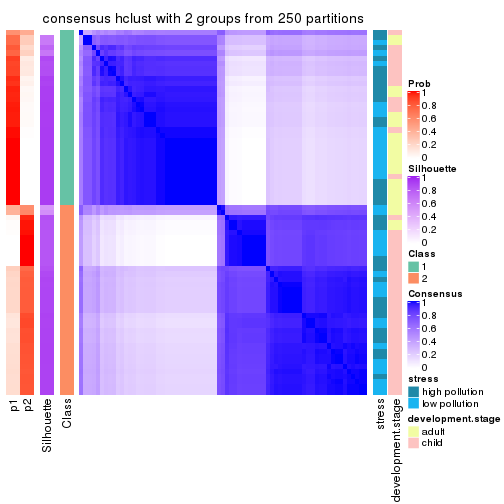 consensus hclust with 2 groups from 250 partitions
Prob
1
0.8
0.6
0.4
0.2
0
Silhouette
1
0.8
0.6
0.4
0.2
0
Class
1
2
Consensus
1
0.8
0.6
0.4
0.2
0
stress
high pollution
low pollution
development.stage
adult
child
p1
p2
Silhouette
Class
stress
development.stage